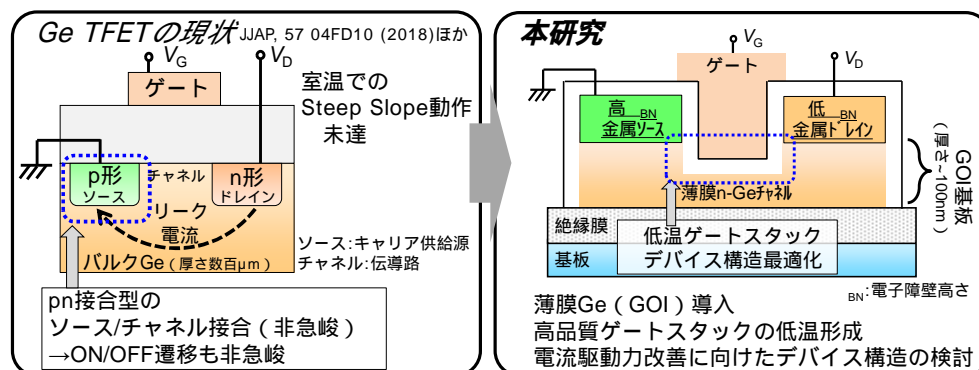 Ge TFETの現状 JJAP, 57 04FD10 (2018)ほか
VG
VD
ゲート
室温での
Steep Slope動作
未達
p形
ソース
チャネル
n形
ドレイン
リーク
電流
バルクGe(厚さ数百μm)
ソース:キャリア供給源
チャネル:伝導路
pn接合型の
ソース/チャネル接合(非急峻)
→ON/OFF遷移も非急峻
本研究
VG
VD
ゲート
高 BN
金属ソース
低 BN
金属ドレイン
薄膜n-Geチャネル
GOI基板
(厚さ~100nm)
絶縁膜
基板
低温ゲートスタック
デバイス構造最適化
BN:電子障壁高さ
薄膜Ge(GOI)導入
高品質ゲートスタックの低温形成
電流駆動力改善に向けたデバイス構造の検討